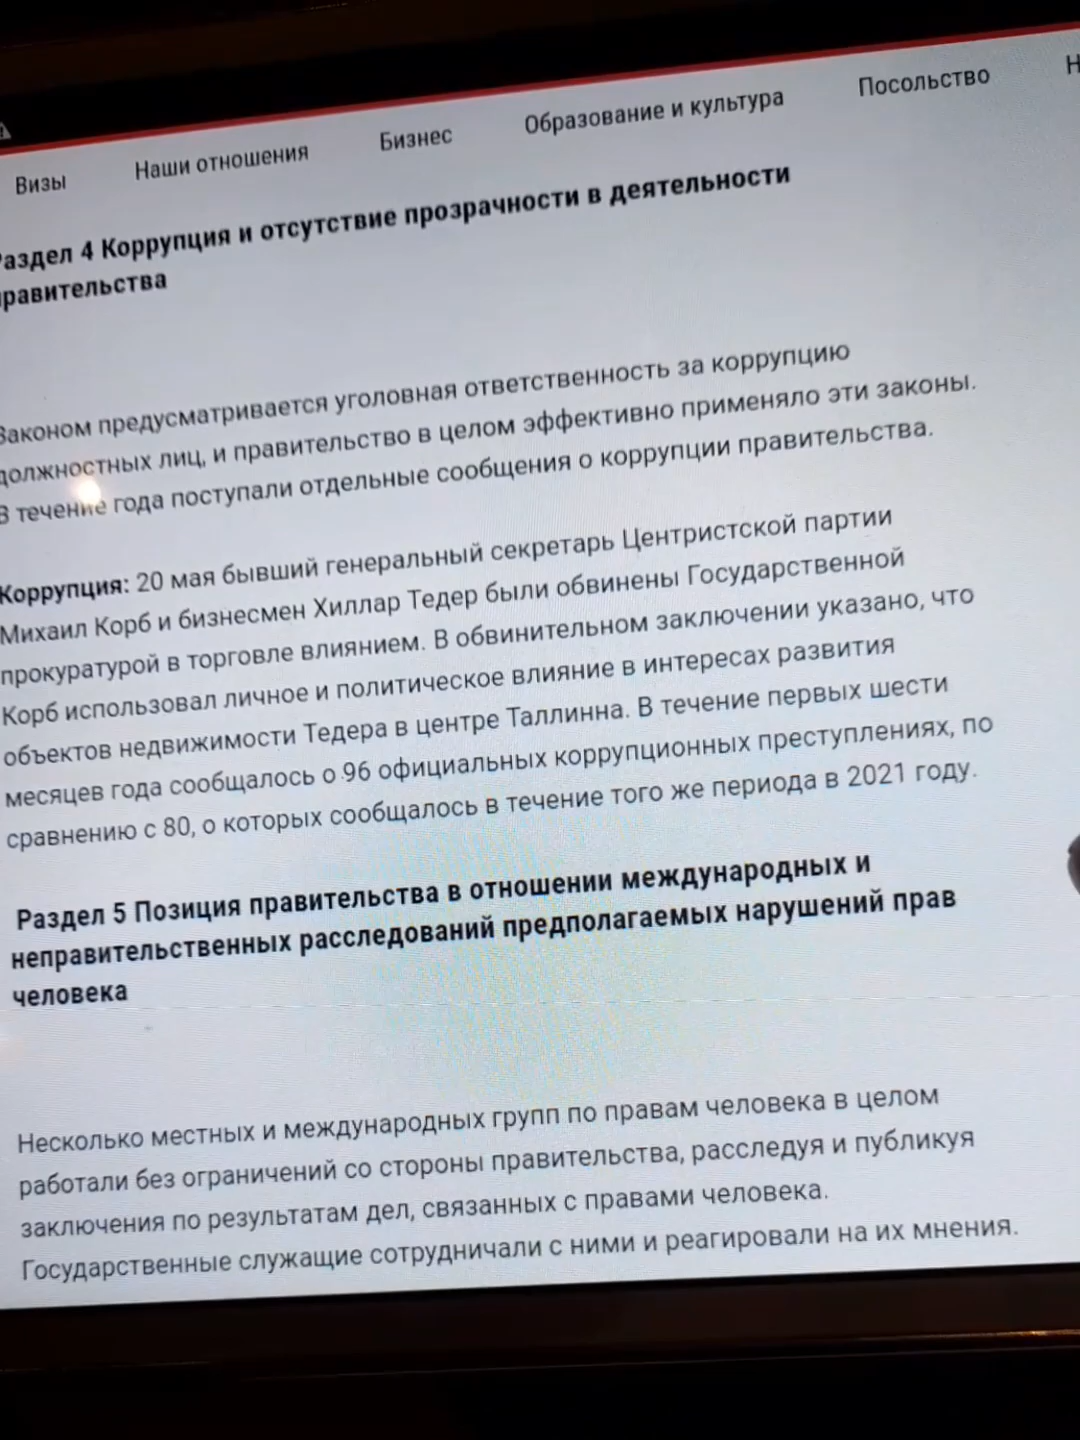 Визы Наши отношения Бизнес Образование и культура Посольство
Раздел 4 Коррупция и отсутствие прозрачности в деятельности
правительства
Законом предусматривается уголовная ответственность за коррупцию
должностных лиц, и правительство в целом эффективно применяло эти законы.
В течение года поступали отдельные сообщения о коррупции правительства.
Коррупция: 20 мая бывший генеральный секретарь Центристской партии
Михаил Корб и бизнесмен Хиллар Тедер были обвинены Государственной
прокуратурой в торговле влиянием. В обвинительном заключении указано, что
Корб использовал личное и политическое влияние в интересах развития
объектов недвижимости Тедера в центре Таллинна. В течение первых шести
месяцев года сообщалось о 96 официальных коррупционных преступлениях, по
сравнению с 80, о которых сообщалось в течение того же периода в 2021 году.
Раздел 5 Позиция правительства в отношении международных и
неправительственных расследований предполагаемых нарушений прав
человека
Несколько местных и международных групп по правам человека в целом
работали без ограничений со стороны правительства, расследуя и публикуя
заключения по результатам дел, связанных с правами человека.
Государственные служащие сотрудничали с ними и реагировали на их мнения.